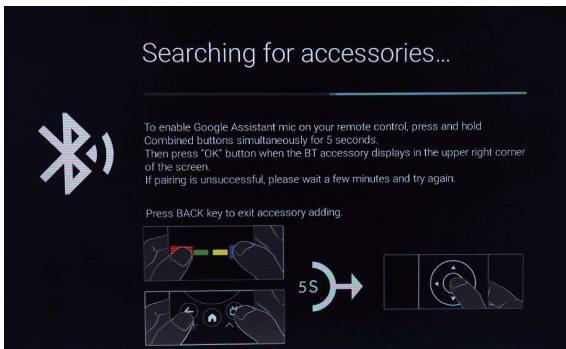 Searching for accessories...
To enable Google Assistant mic on your remote control, press and hold
Combined buttons simultaneously for 5 seconds.
Then press "OK" button when the BT accessory displays in the upper right corner
of the screen.
If pairing is unsuccessful, please wait a few minutes and try again.
Press BACK key to exit accessory adding.
5S